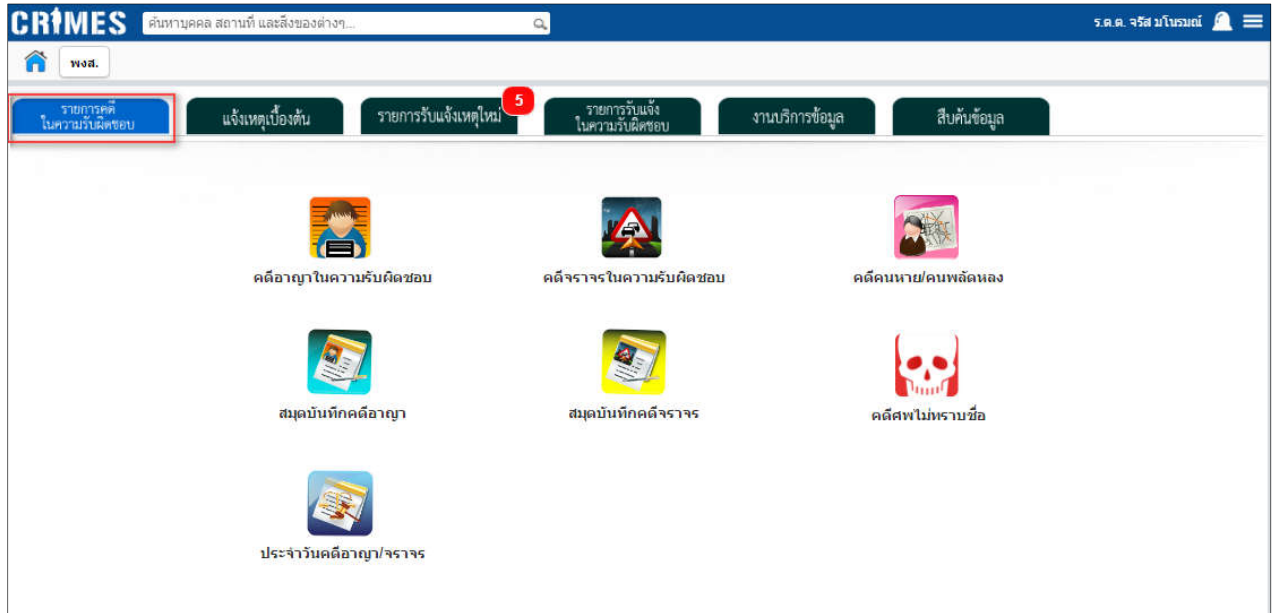 CRIMES
ค้นหาบุคคล สถานที่ และสิ่งของต่างๆ...
ร.ต.ต. จรัส มโนรมณ์
พงส.
รายการคดี
ในความรับผิดชอบ
แจ้งเหตุเบื้องต้น
รายการรับแจ้งเหตุใหม่
5
รายการรับแจ้ง
ในความรับผิดชอบ
งานบริการข้อมูล
สืบค้นข้อมูล
คดีอาญาในความรับผิดชอบ
คดีจราจรในความรับผิดชอบ
คดีคนหาย/คนพลัดหลง
สมุดบันทึกคดีอาญา
สมุดบันทึกคดีจราจร
คดีศพไม่ทราบชื่อ
ประจำวันคดีอาญา/จราจร